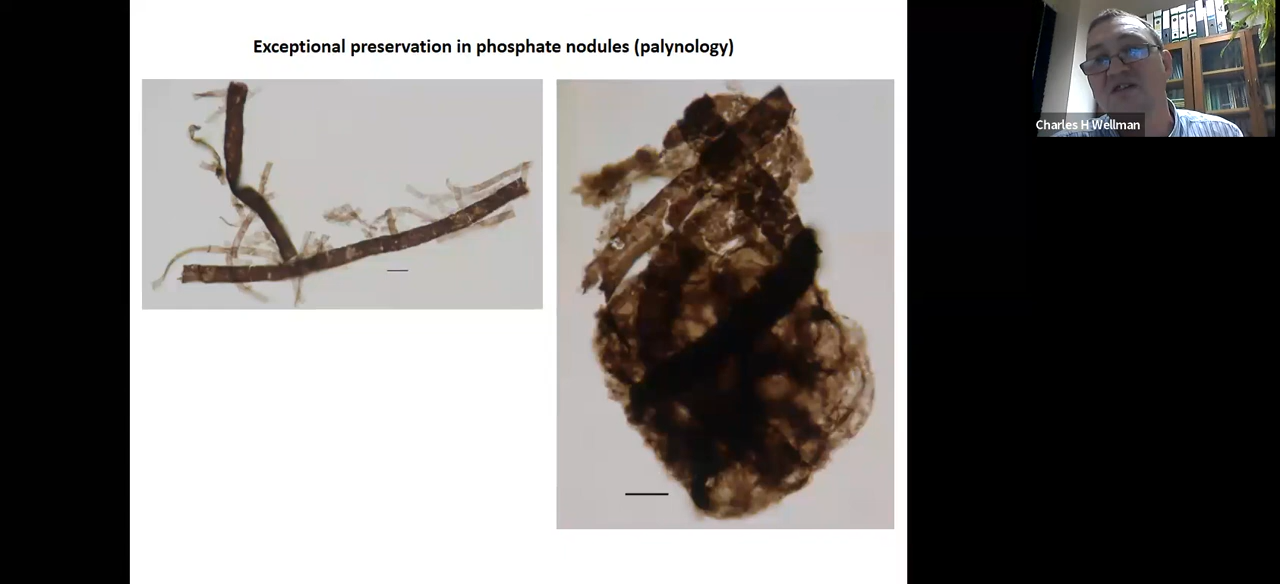 Exceptional preservation in phosphate nodules (palynology)
Charles H Wellman